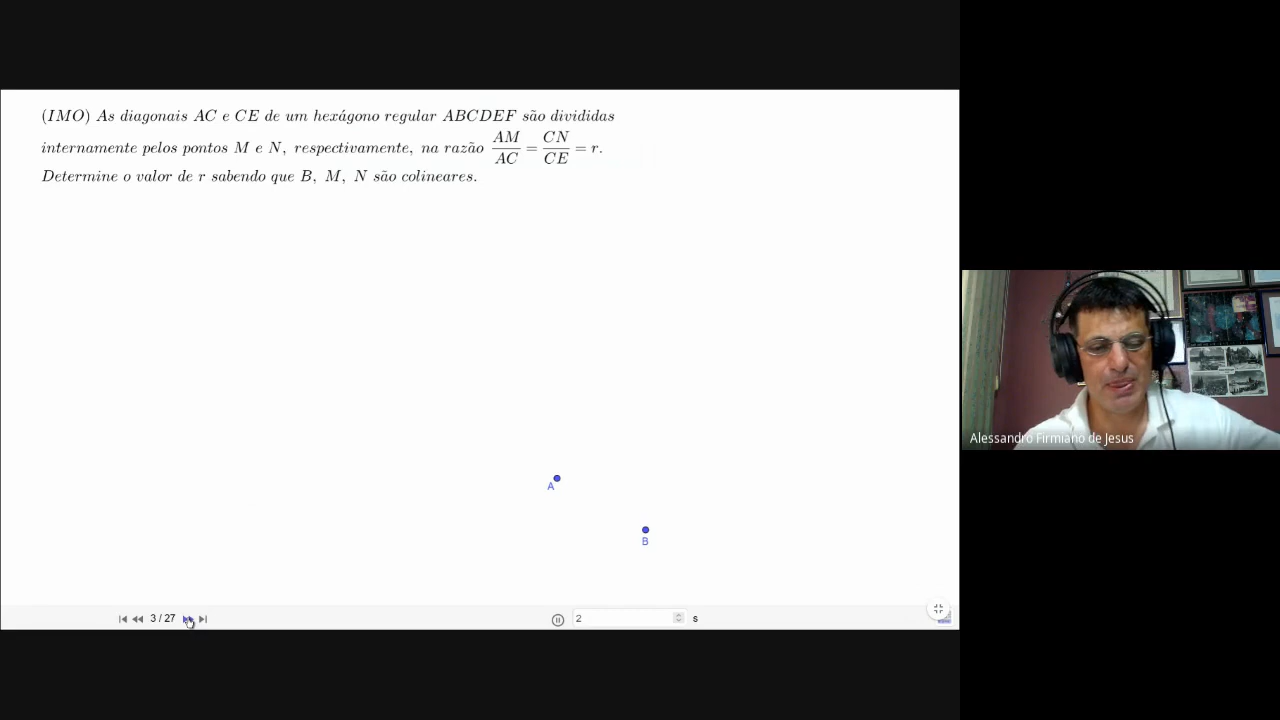 (IMO) As diagonais AC e CE de um hexágono regular ABCDEF são divididas
internamente pelos pontos M e N, respectivamente, na razão AM/AC = CN/CE = r.
Determine o valor de r sabendo que B, M, N são colineares.
A
B
Alessandro Firmiano de Jesus
3 / 27
2 s